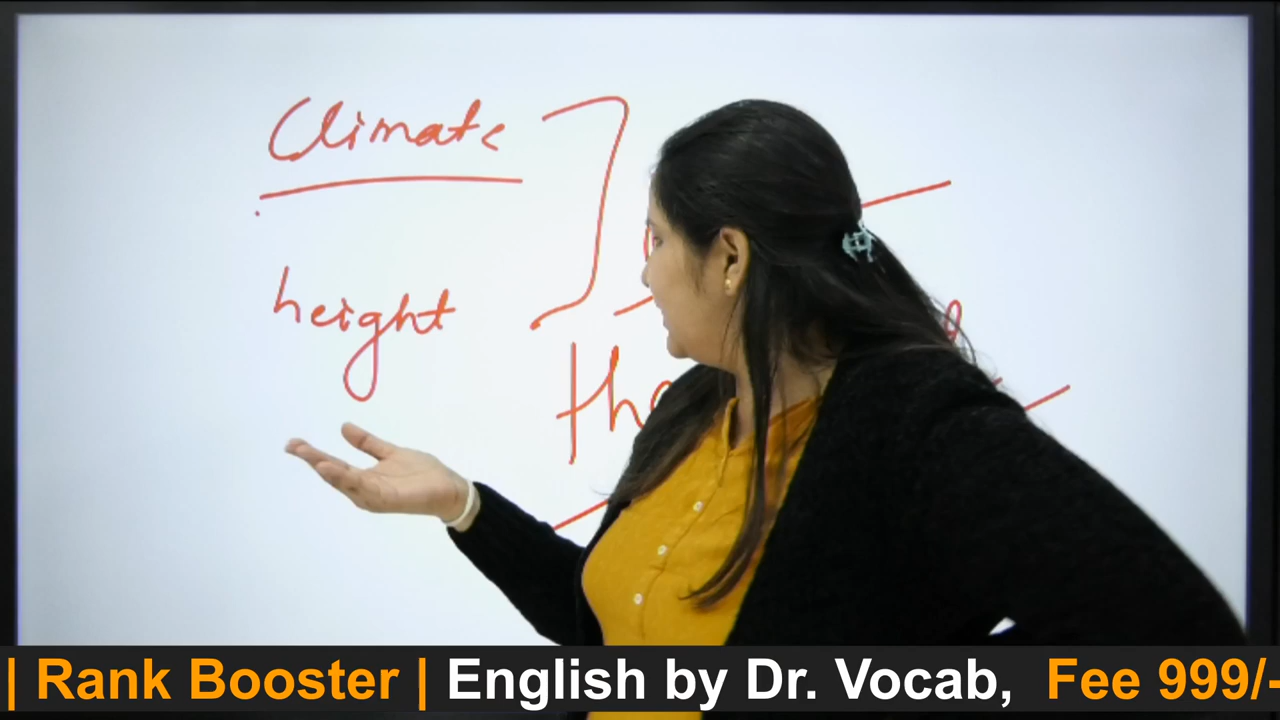 Climate
height
| Rank Booster | English by Dr. Vocab, Fee 999/-